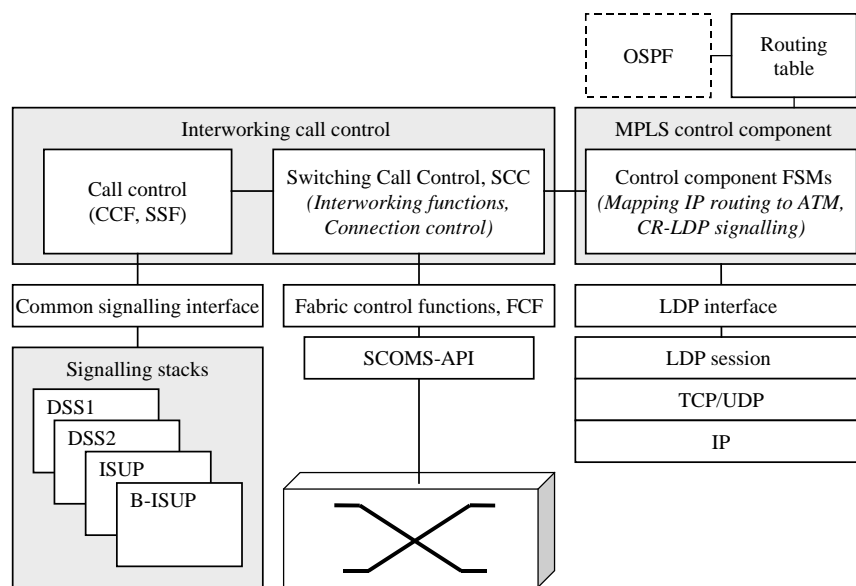 OSPF
Routing
table
Interworking call control
MPLS control component
Call control
(CCF, SSF)
Switching Call Control, SCC
(Interworking functions,
Connection control)
Control component FSMs
(Mapping IP routing to ATM,
CR-LDP signalling)
Common signalling interface
Fabric control functions, FCF
LDP interface
Signalling stacks
DSS1
DSS2
ISUP
B-ISUP
SCOMS-API
LDP session
TCP/UDP
IP